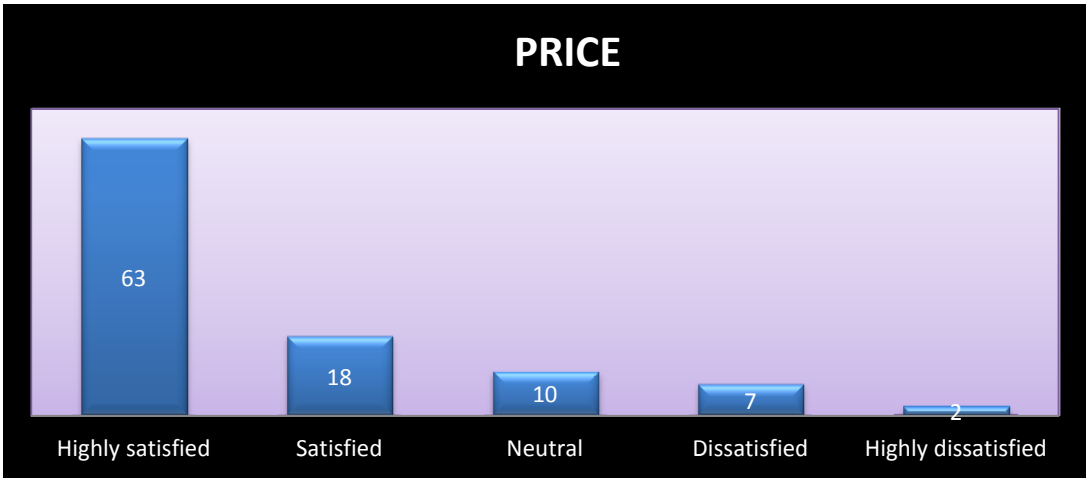 PRICE
63
18
10
7
2
Highly satisfied
Satisfied
Neutral
Dissatisfied
Highly dissatisfied